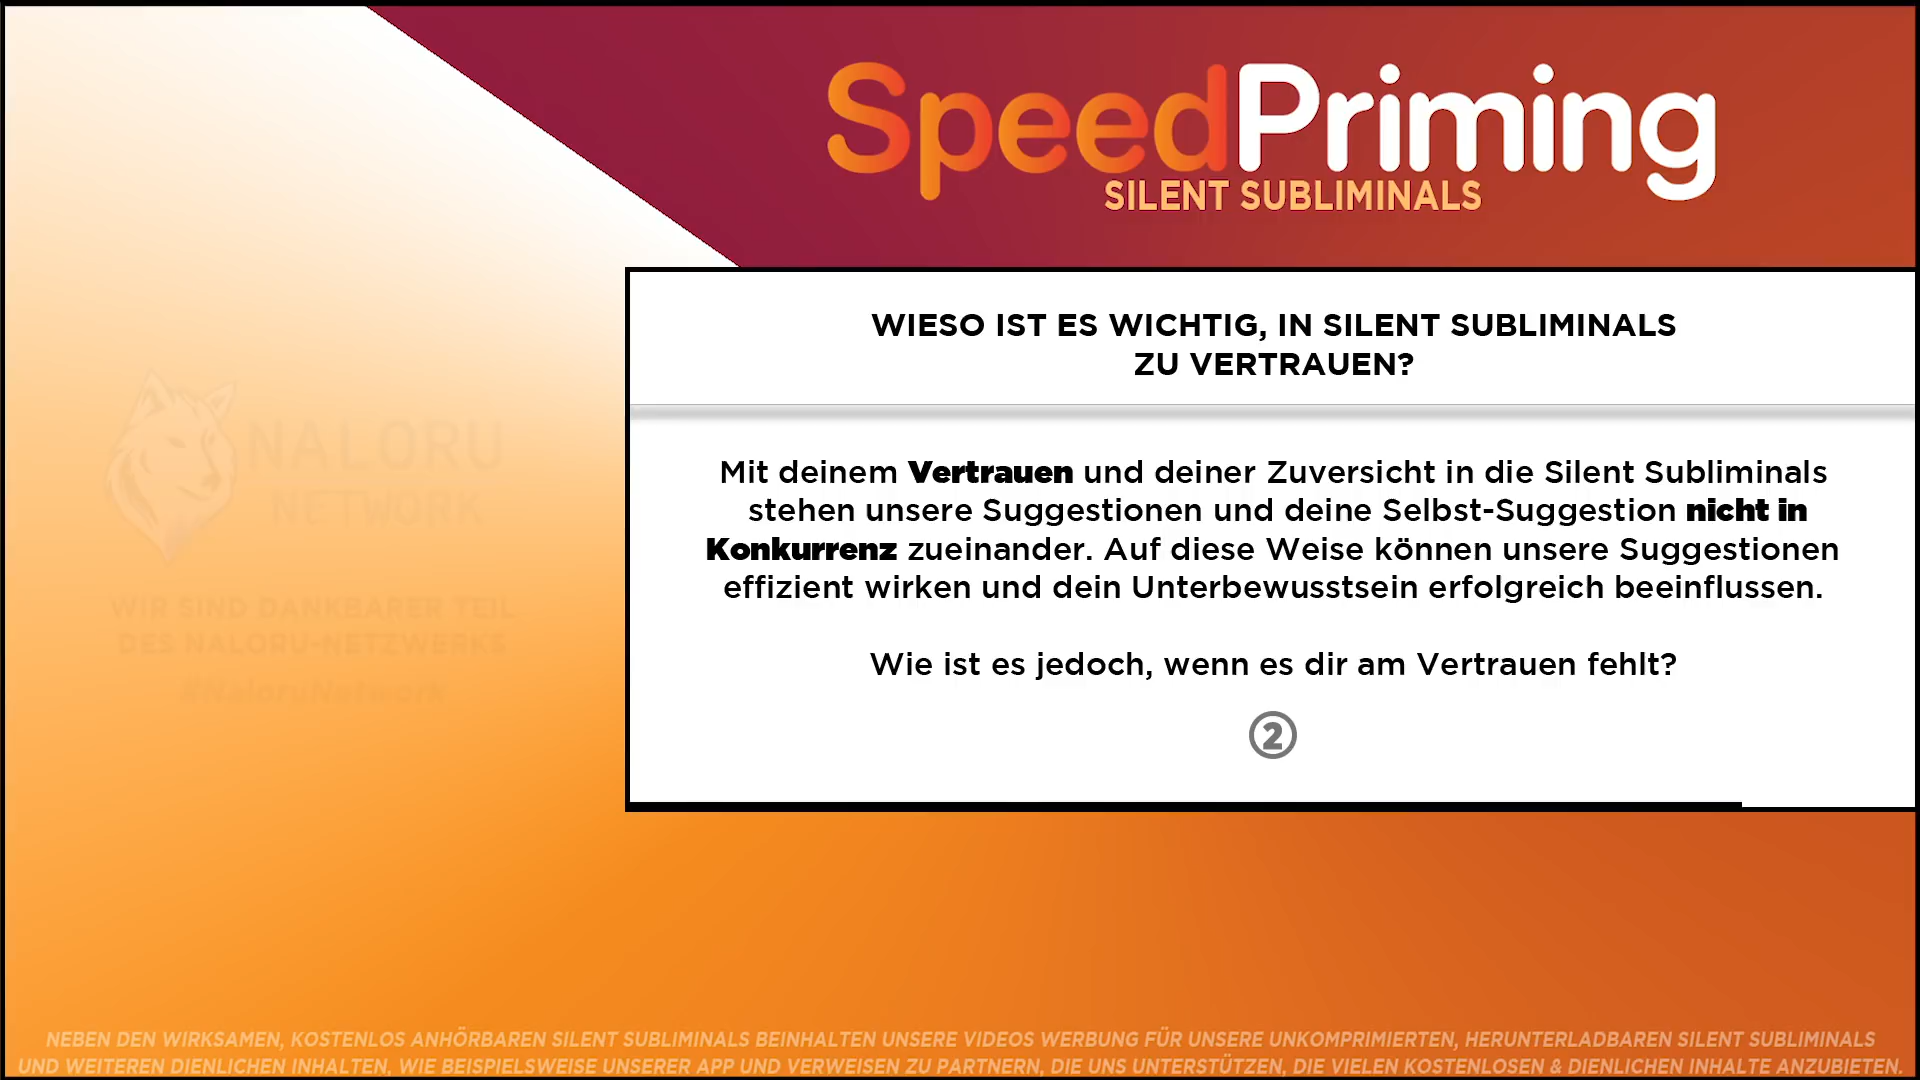 SpeedPriming
SILENT SUBLIMINALS
WIESO IST ES WICHTIG, IN SILENT SUBLIMINALS
ZU VERTRAUEN?
Mit deinem Vertrauen und deiner Zuversicht in die Silent Subliminals
stehen unsere Suggestionen und deine Selbst-Suggestion nicht in
Konkurrenz zueinander. Auf diese Weise können unsere Suggestionen
effizient wirken und dein Unterbewusstsein erfolgreich beeinflussen.
Wie ist es jedoch, wenn es dir am Vertrauen fehlt?
2
NALORU
NETWORK
WIR SIND DANKBARER TEIL
DES NALORU-NETZWERKS
#NaloruNetwork
NEBEN DEN WIRKSAMEN, KOSTENLOS ANHÖRBAREN SILENT SUBLIMINALS BEINHALTEN UNSERE VIDEOS WERBUNG FÜR UNSERE UNKOMPRIMIERTEN, HERUNTERLADBAREN SILENT SUBLIMINALS
UND WEITEREN DIENLICHEN INHALTEN, WIE BEISPIELSWEISE UNSERER APP UND VERWEISEN ZU PARTNERN, DIE UNS UNTERSTÜTZEN, DIE VIELEN KOSTENLOSEN & DIENLICHEN INHALTE ANZUBIETEN.